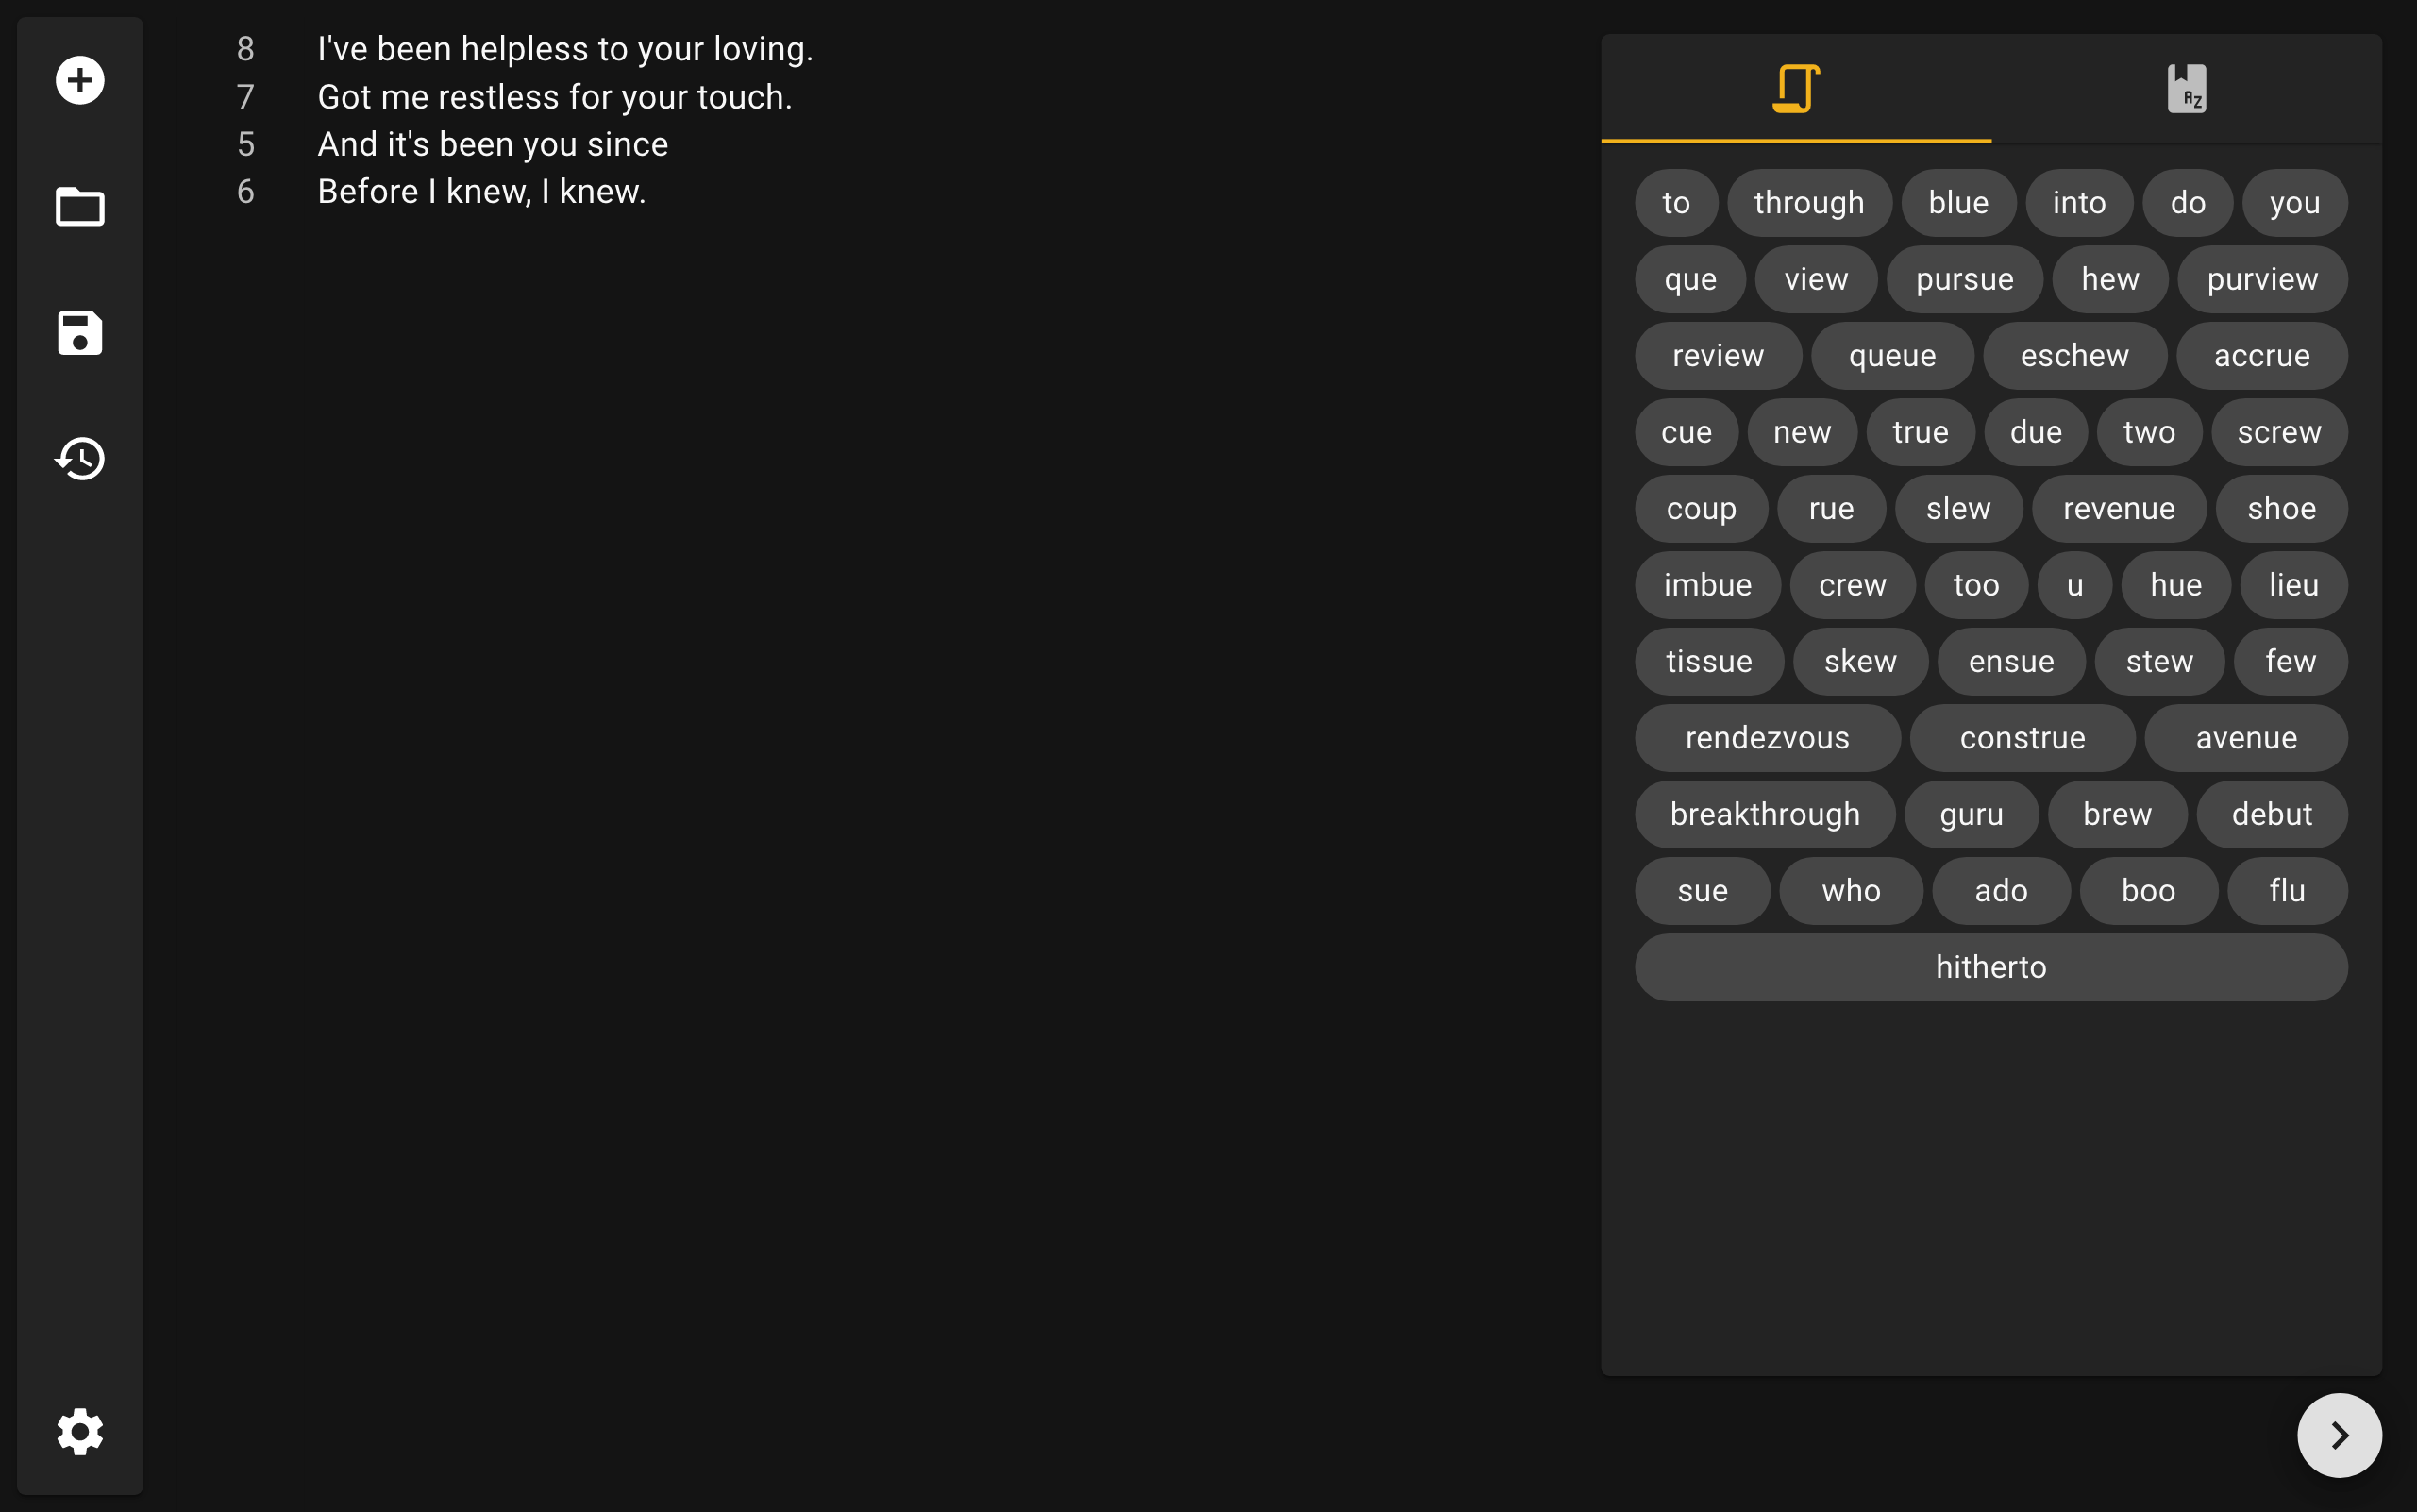 8 I've been helpless to your loving.
7 Got me restless for your touch.
5 And it's been you since
6 Before I knew, I knew.
A Z
to through blue into do you
que view pursue hew purview
review queue eschew accrue
cue new true due two screw
coup rue slew revenue shoe
imbue crew too u hue lieu
tissue skew ensue stew few
rendezvous construe avenue
breakthrough guru brew debut
sue who ado boo flu
hitherto